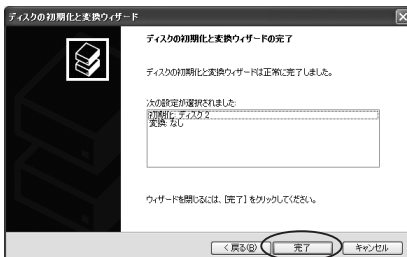 ディスクの初期化と変換ウィザード
ディスクの初期化と変換ウィザードの完了
ディスクの初期化と変換ウィザードは正常に完了しました。
次の設定が選択されました:
初期化: ディスク 2
変換: なし
ウィザードを閉じるには、[完了] をクリックしてください。
< 戻る(B)
完了
キャンセル